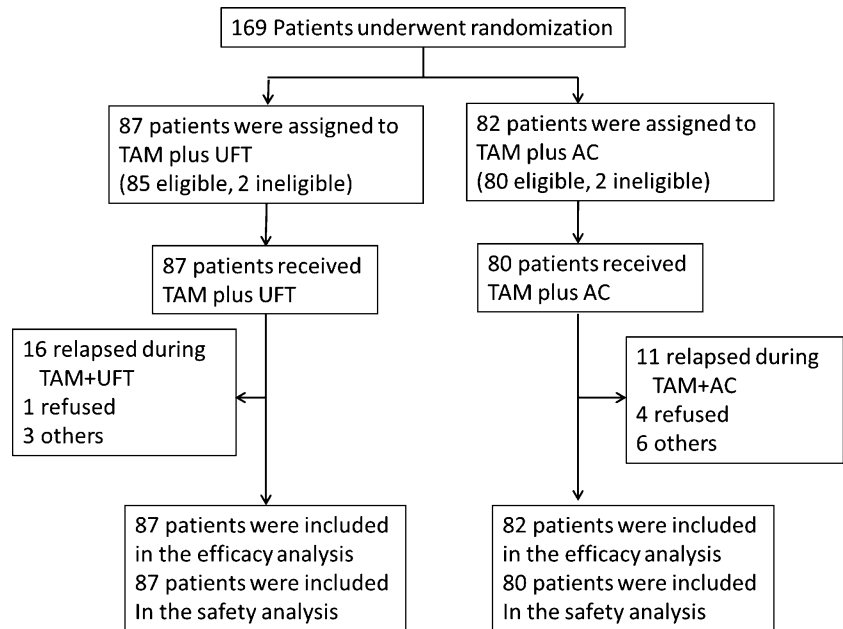 169 Patients underwent randomization
87 patients were assigned to
TAM plus UFT
(85 eligible, 2 ineligible)
82 patients were assigned to
TAM plus AC
(80 eligible, 2 ineligible)
87 patients received
TAM plus UFT
80 patients received
TAM plus AC
16 relapsed during
TAM+UFT
1 refused
3 others
11 relapsed during
TAM+AC
4 refused
6 others
87 patients were included
in the efficacy analysis
87 patients were included
In the safety analysis
82 patients were included
in the efficacy analysis
80 patients were included
In the safety analysis